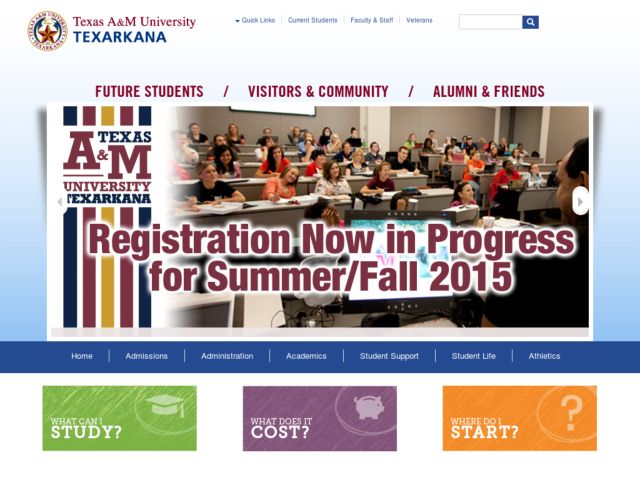 Texas A&M University
TEXARKANA
Quick Links
Current Students
Faculty & Staff
Veterans
FUTURE STUDENTS / VISITORS & COMMUNITY / ALUMNI & FRIENDS
TEXAS
A&M
UNIVERSITY
TEXARKANA
Registration Now in Progress
for Summer/Fall 2015
Home
Admissions
Administration
Academics
Student Support
Student Life
Athletics
WHAT CAN I
STUDY?
WHAT DOES IT
COST?
WHERE DO I
START?